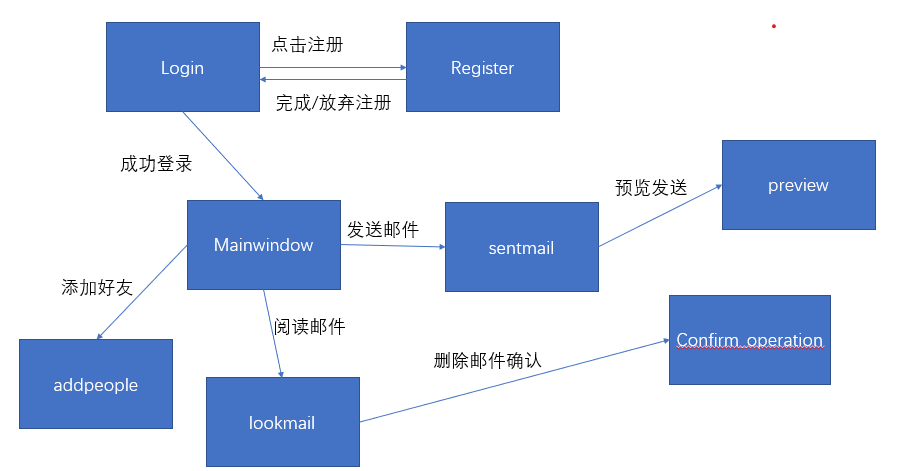 点击注册
Login
Register
完成/放弃注册
成功登录
预览发送
preview
Mainwindow
发送邮件
sentmail
添加好友
阅读邮件
Confirm_operation
删除邮件确认
addpeople
lookmail